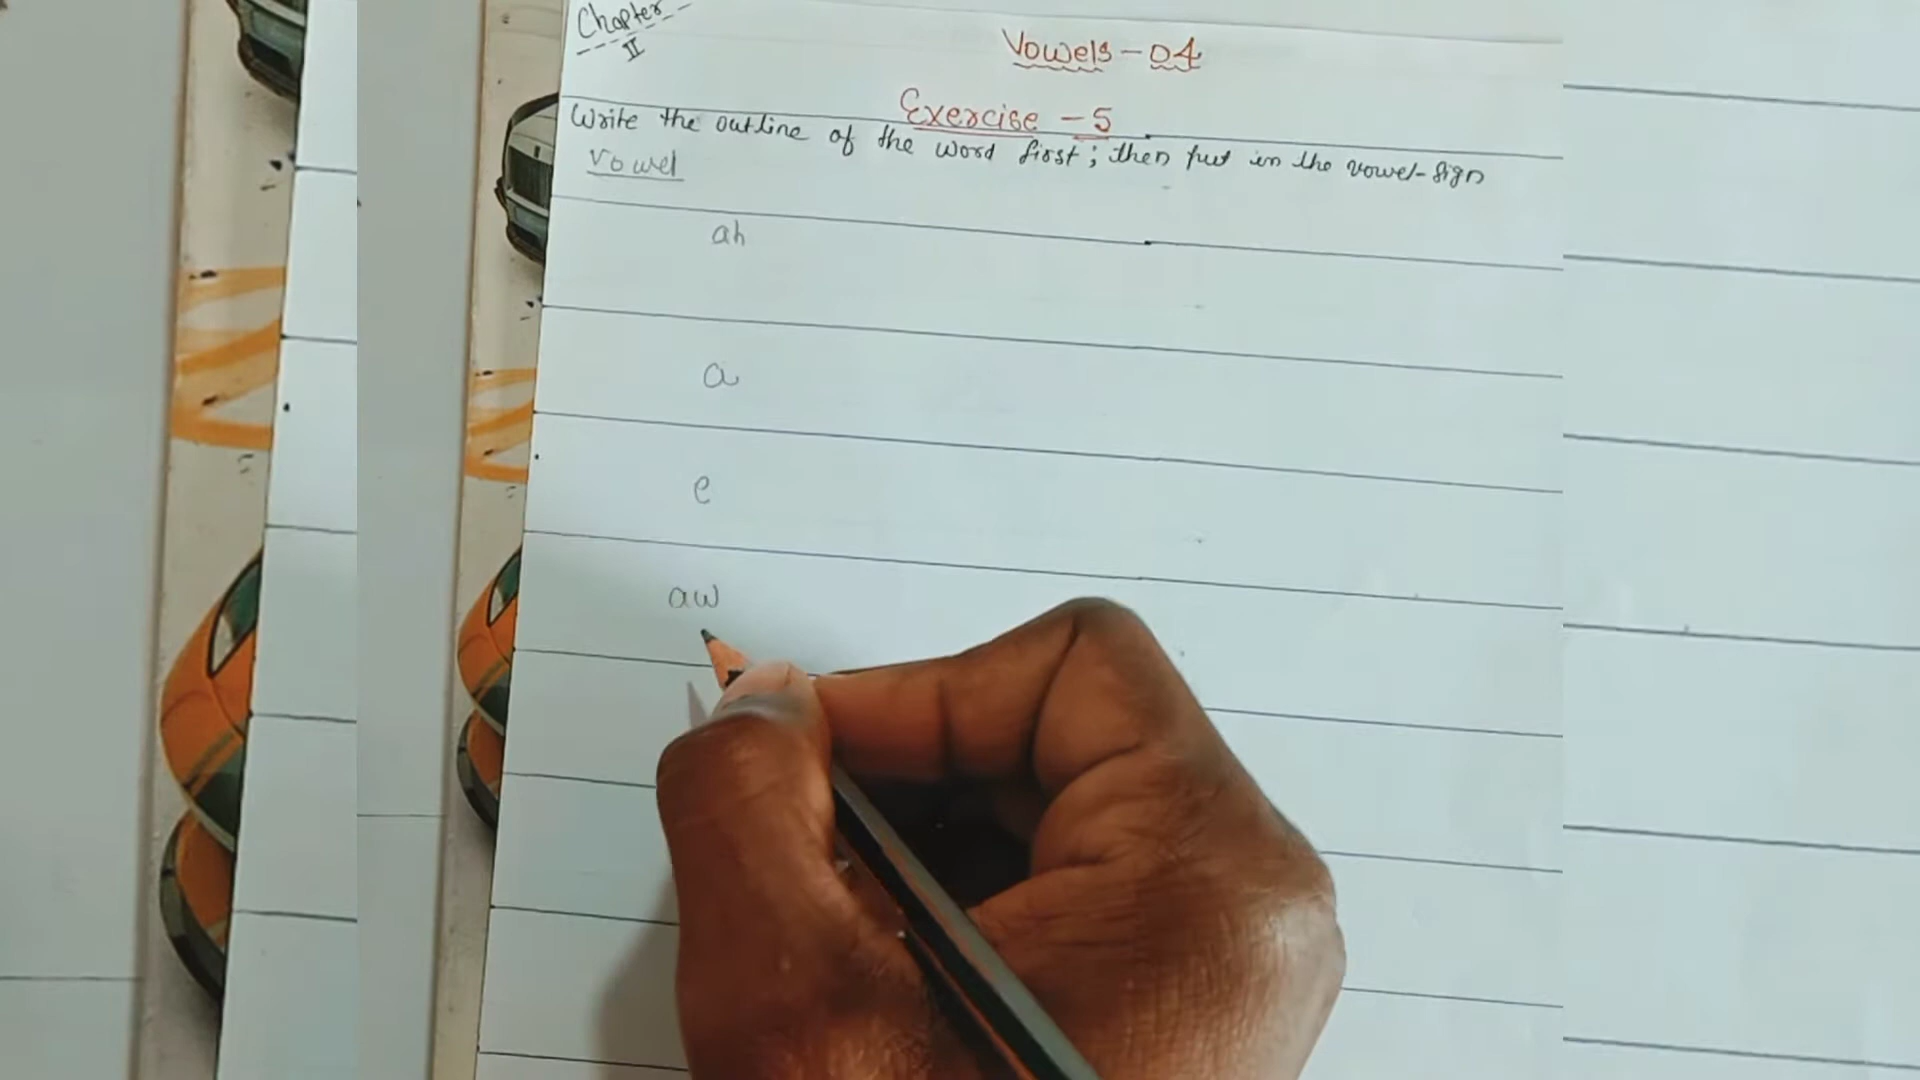 Chapter
II
Vowels - 04
Exercise - 5
Write the outline of the word first; then put in the vowel-sign
Vowel
ah
a
e
aw